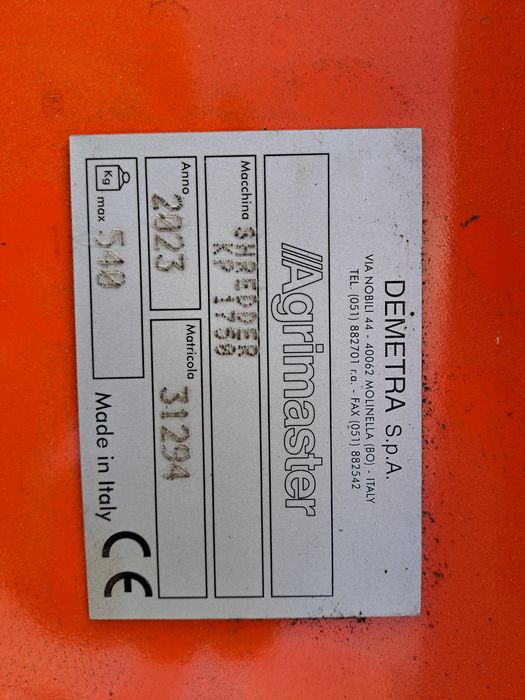 DEMETRA S.p.A.
VIA NOBILI 44 - 40062 MOLINELLA (BO) - ITALY
TEL. (051) 882701 r.a. - FAX (051) 882542
Agrimaster
Macchina SHREDDER
KP 1750
Anno 2023
Matricola 31294
Kg max 540
Made in Italy CE